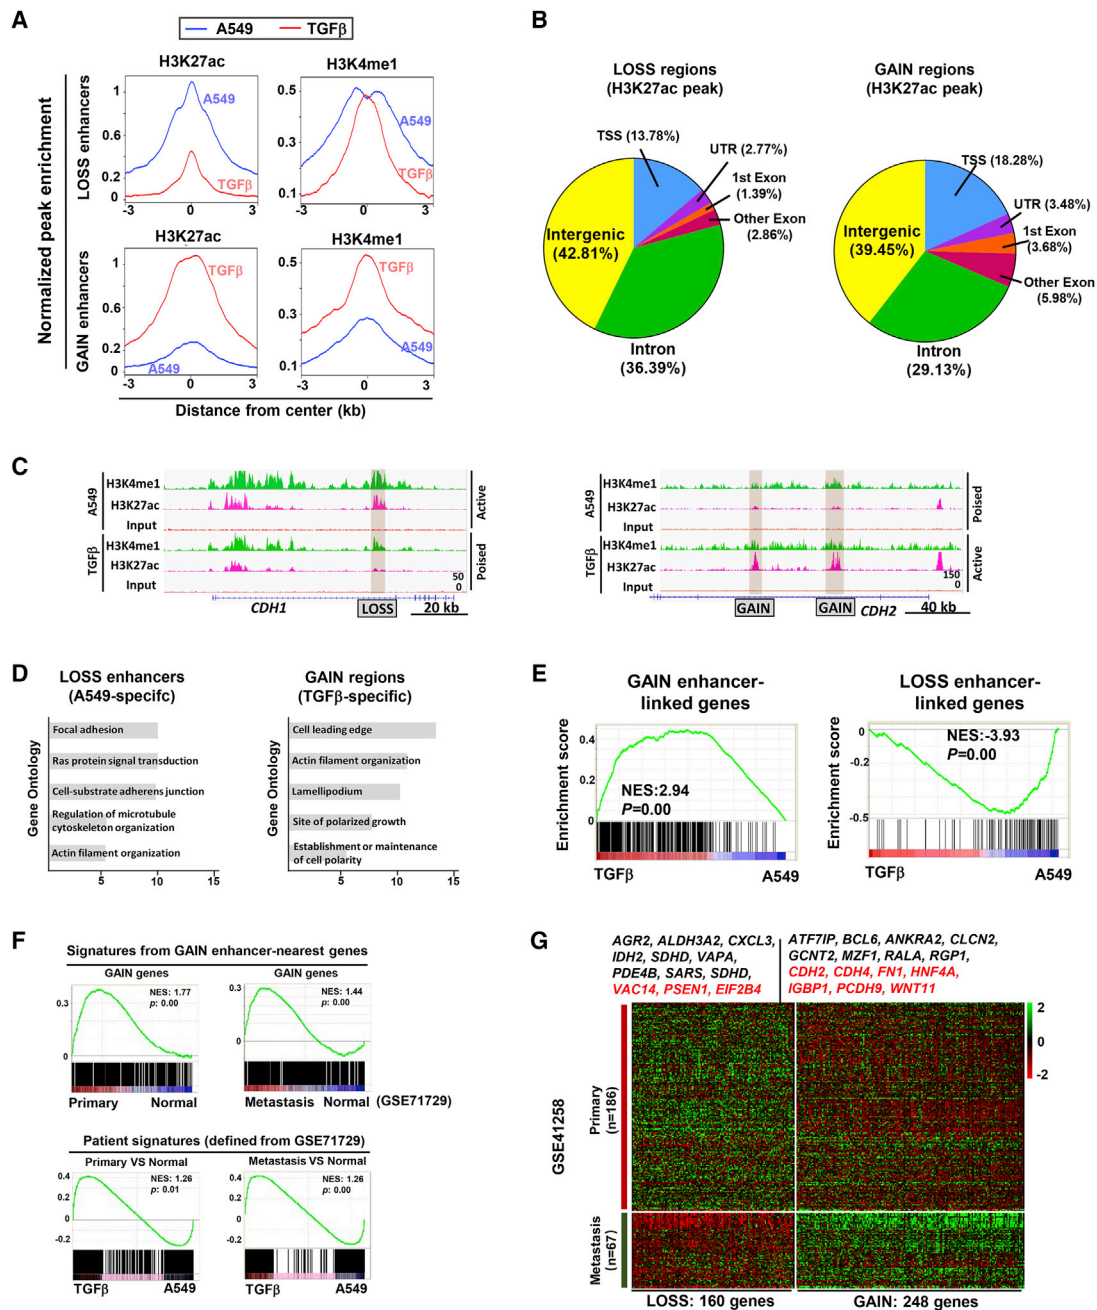 A
A549 TGFβ
Normalized peak enrichment
LOSS enhancers
GAIN enhancers
H3K27ac
1
0.6
0.2
0
A549
TGFβ
-3 0 3
H3K4me1
0.5
0.3
0.1
A549
TGFβ
-3 0 3
H3K27ac
1
0.6
0.2
0
TGFβ
A549
-3 0 3
H3K4me1
0.5
0.3
0.1
TGFβ
A549
-3 0 3
Distance from center (kb)
B
LOSS regions
(H3K27ac peak)
TSS (13.78%)
UTR (2.77%)
1st Exon
(1.39%)
Other Exon
(2.86%)
Intergenic
(42.81%)
Intron
(36.39%)
GAIN regions
(H3K27ac peak)
TSS (18.28%)
UTR (3.48%)
1st Exon
(3.68%)
Other Exon
(5.98%)
Intergenic
(39.45%)
Intron
(29.13%)
C
A549
H3K4me1
H3K27ac
Input
Active
TGFβ
H3K4me1
H3K27ac
Input
Poised
50
0
CDH1
LOSS
20 kb
A549
H3K4me1
H3K27ac
Input
Poised
TGFβ
H3K4me1
H3K27ac
Input
Active
150
0
GAIN
GAIN
CDH2
40 kb
D
LOSS enhancers
(A549-specifc)
Gene Ontology
Focal adhesion
Ras protein signal transduction
Cell-substrate adherens junction
Regulation of microtubule
cytoskeleton organization
Actin filament organization
5 10 15
GAIN regions
(TGFβ-specific)
Gene Ontology
Cell leading edge
Actin filament organization
Lamellipodium
Site of polarized growth
Establishment or maintenance
of cell polarity
5 10 15
E
GAIN enhancer-
linked genes
Enrichment score
0.4
0.2
0
NES:2.94
P=0.00
TGFβ A549
LOSS enhancer-
linked genes
Enrichment score
0
-0.2
-0.5
NES:-3.93
P=0.00
TGFβ A549
F
Signatures from GAIN enhancer-nearest genes
GAIN genes
0.3
0
NES: 1.77
p: 0.00
Primary Normal
GAIN genes
0.3
0
NES: 1.44
p: 0.00
Metastasis Normal (GSE71729)
Patient signatures (defined from GSE71729)
Primary VS Normal
0.4
0.2
0
-0.2
NES: 1.26
p: 0.01
TGFβ A549
Metastasis VS Normal
0.4
0.2
0
-0.2
NES: 1.26
p: 0.00
TGFβ A549
G
AGR2, ALDH3A2, CXCL3,
IDH2, SDHD, VAPA,
PDE4B, SARS, SDHD,
VAC14, PSEN1, EIF2B4
ATF7IP, BCL6, ANKRA2, CLCN2,
GCNT2, MZF1, RALA, RGP1,
CDH2, CDH4, FN1, HNF4A,
IGBP1, PCDH9, WNT11
2
0
-2
GSE41258
Primary
(n=186)
Metastasis
(n=67)
LOSS: 160 genes
GAIN: 248 genes